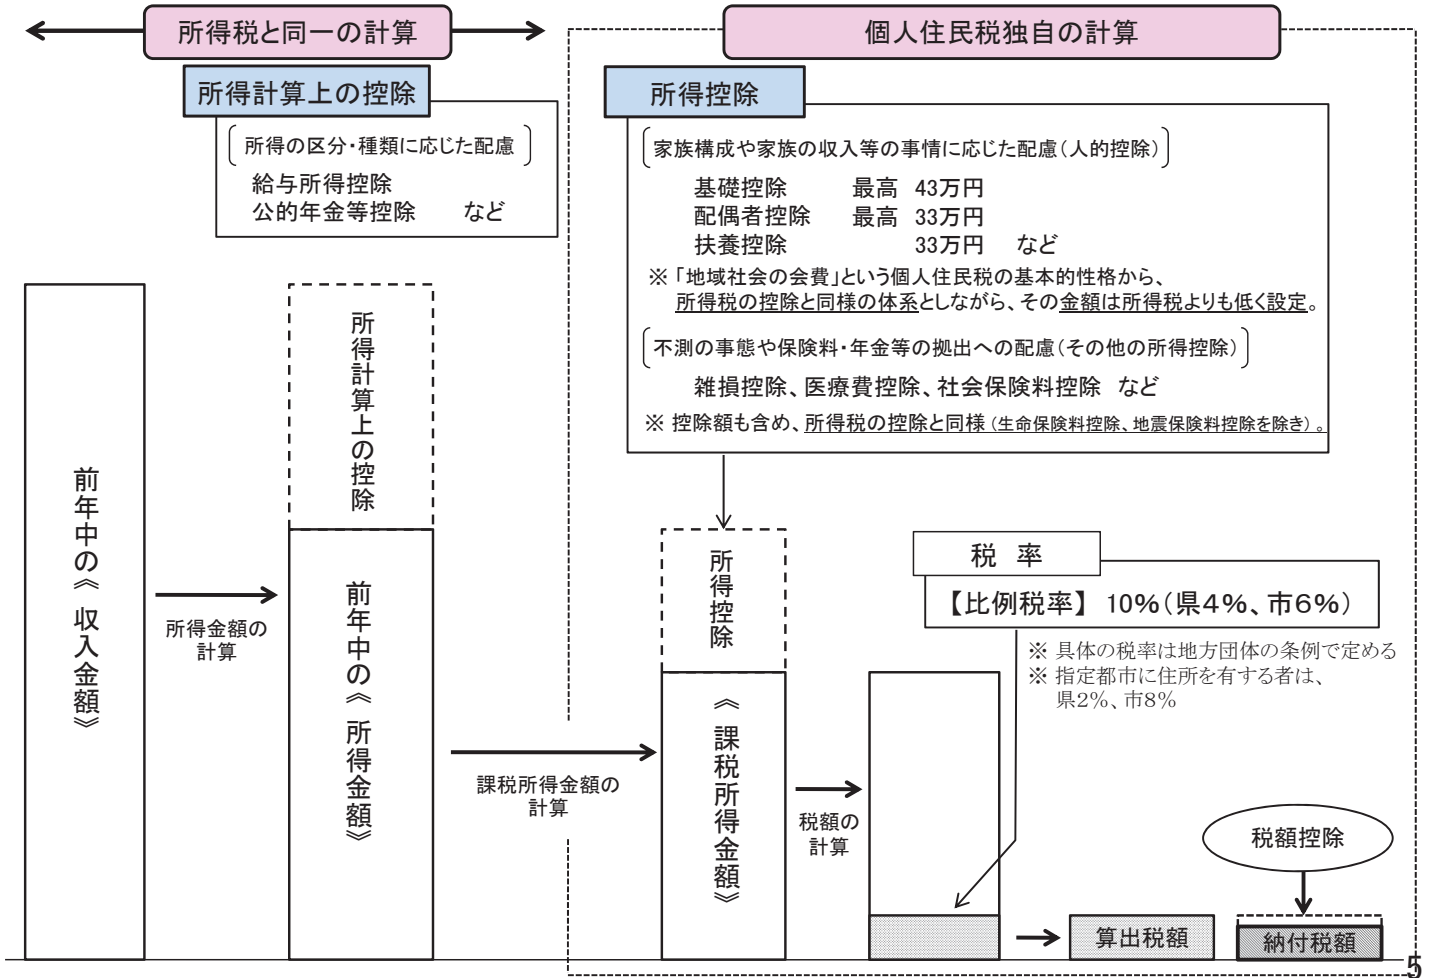 所得税と同一の計算
個人住民税独自の計算
所得計算上の控除
所得の区分・種類に応じた配慮
給与所得控除
公的年金等控除　など
所得控除
家族構成や家族の収入等の事情に応じた配慮(人的控除)
基礎控除　最高 43万円
配偶者控除　最高 33万円
扶養控除　33万円　など
※「地域社会の会費」という個人住民税の基本的性格から、
所得税の控除と同様の体系としながら、その金額は所得税よりも低く設定。
不測の事態や保険料・年金等の拠出への配慮(その他の所得控除)
雑損控除、医療費控除、社会保険料控除 など
※ 控除額も含め、所得税の控除と同様(生命保険料控除、地震保険料控除を除き)。
前年中の《収入金額》
所得金額の
計算
所得計算上の控除
前年中の《所得金額》
課税所得金額の
計算
所得控除
《課税所得金額》
税額の
計算
税 率
【比例税率】 10%(県4%、市6%)
※ 具体の税率は地方団体の条例で定める
※ 指定都市に住所を有する者は、
県2%、市8%
税額控除
算出税額
納付税額
5